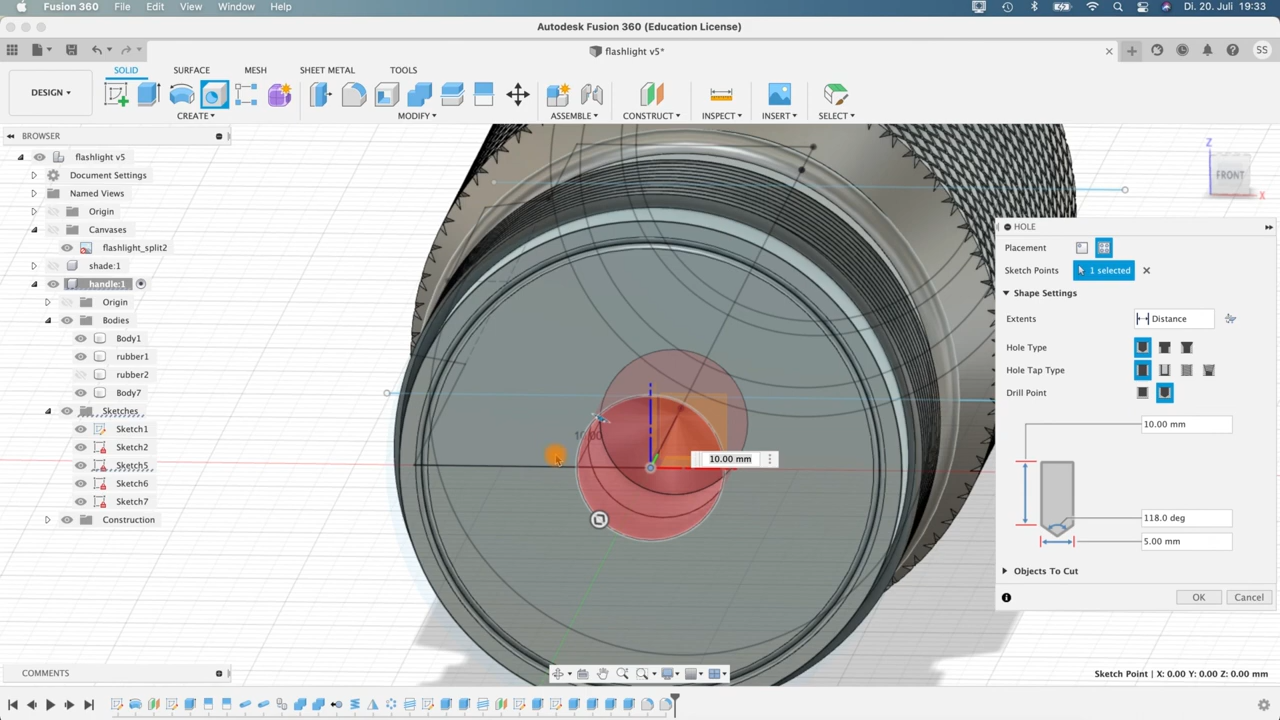 Fusion 360 File Edit View Window Help Di. 20. Juli 19:33
Autodesk Fusion 360 (Education License)
flashlight v5* SS
SOLID SURFACE MESH SHEET METAL TOOLS
DESIGN
CREATE MODIFY ASSEMBLE CONSTRUCT INSPECT INSERT SELECT
BROWSER
flashlight v5
Document Settings
Named Views
Origin
Canvases
flashlight_split2
shade:1
handle:1
Origin
Bodies
Body1
rubber1
rubber2
Body7
Sketches
Sketch1
Sketch2
Sketch5
Sketch6
Sketch7
Construction
Z
FRONT
X
10.00
10.00 mm
HOLE
Placement
Sketch Points 1 selected
Shape Settings
Extents Distance
Hole Type
Hole Tap Type
Drill Point
10.00 mm
118.0 deg
5.00 mm
Objects To Cut
OK Cancel
COMMENTS
Sketch Point | X: 0.00 Y: 0.00 Z: 0.00 mm